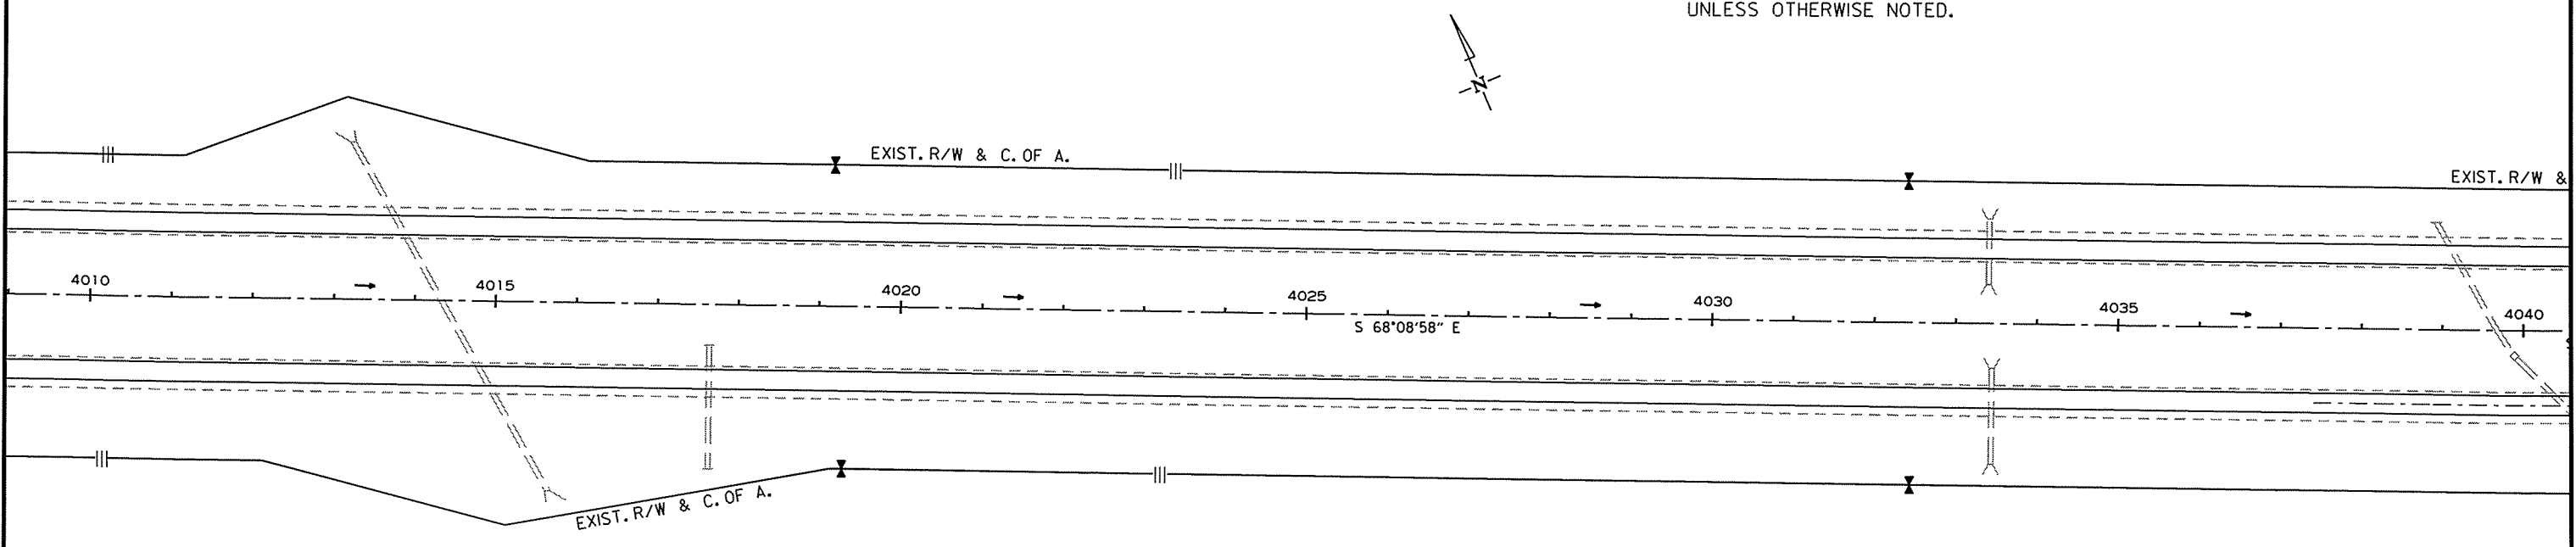 UNLESS OTHERWISE NOTED.
N
EXIST. R/W & C. OF A.
EXIST. R/W &
4010
4015
4020
4025
4030
4035
4040
S 68°08'58" E
EXIST. R/W & C. OF A.